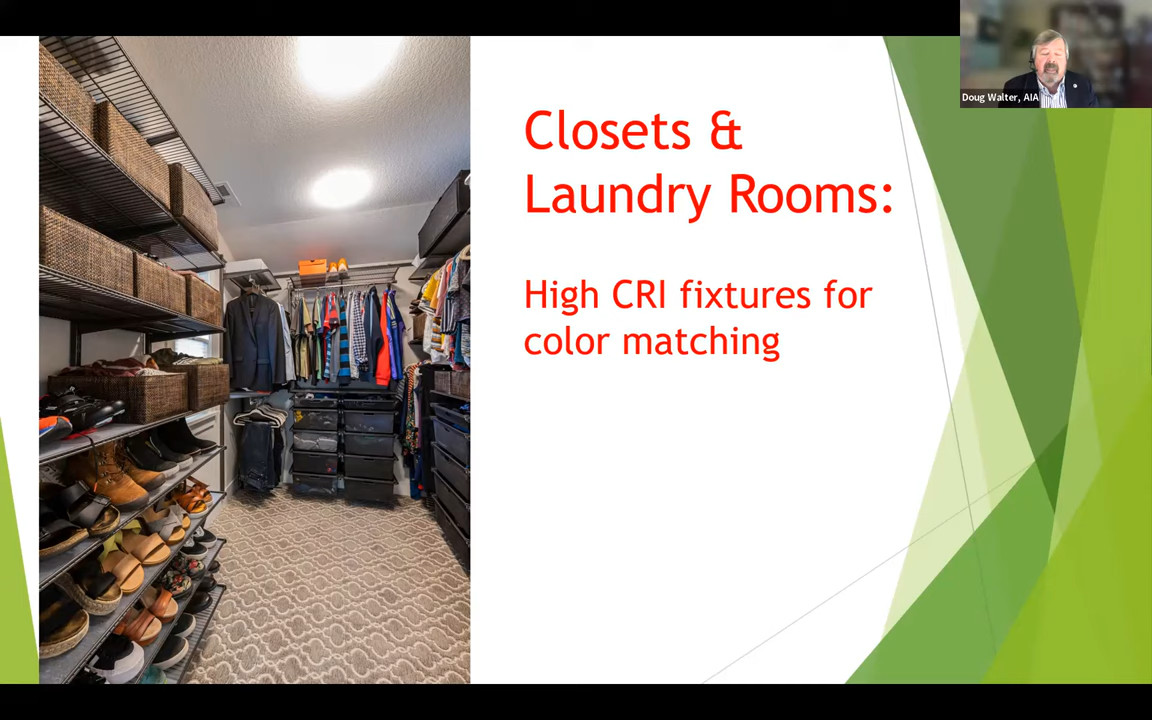 Closets &
Laundry Rooms:
High CRI fixtures for
color matching
Doug Walter, AIA